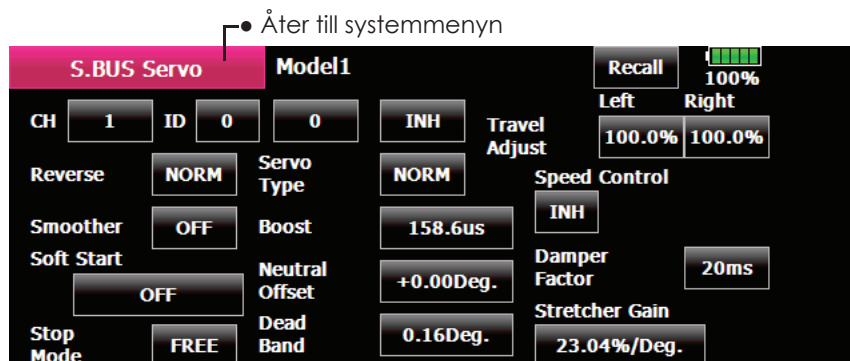 Åter till systemmenyn
S.BUS Servo Model1 Recall 100%
Left Right
CH 1 ID 0 0 INH Travel Adjust 100.0% 100.0%
Reverse NORM Servo Type NORM
Speed Control
INH
Smoother OFF Boost 158.6us
Soft Start
OFF
Neutral Offset +0.00Deg.
Damper Factor 20ms
Stretcher Gain
23.04%/Deg.
Stop Mode FREE Dead Band 0.16Deg.